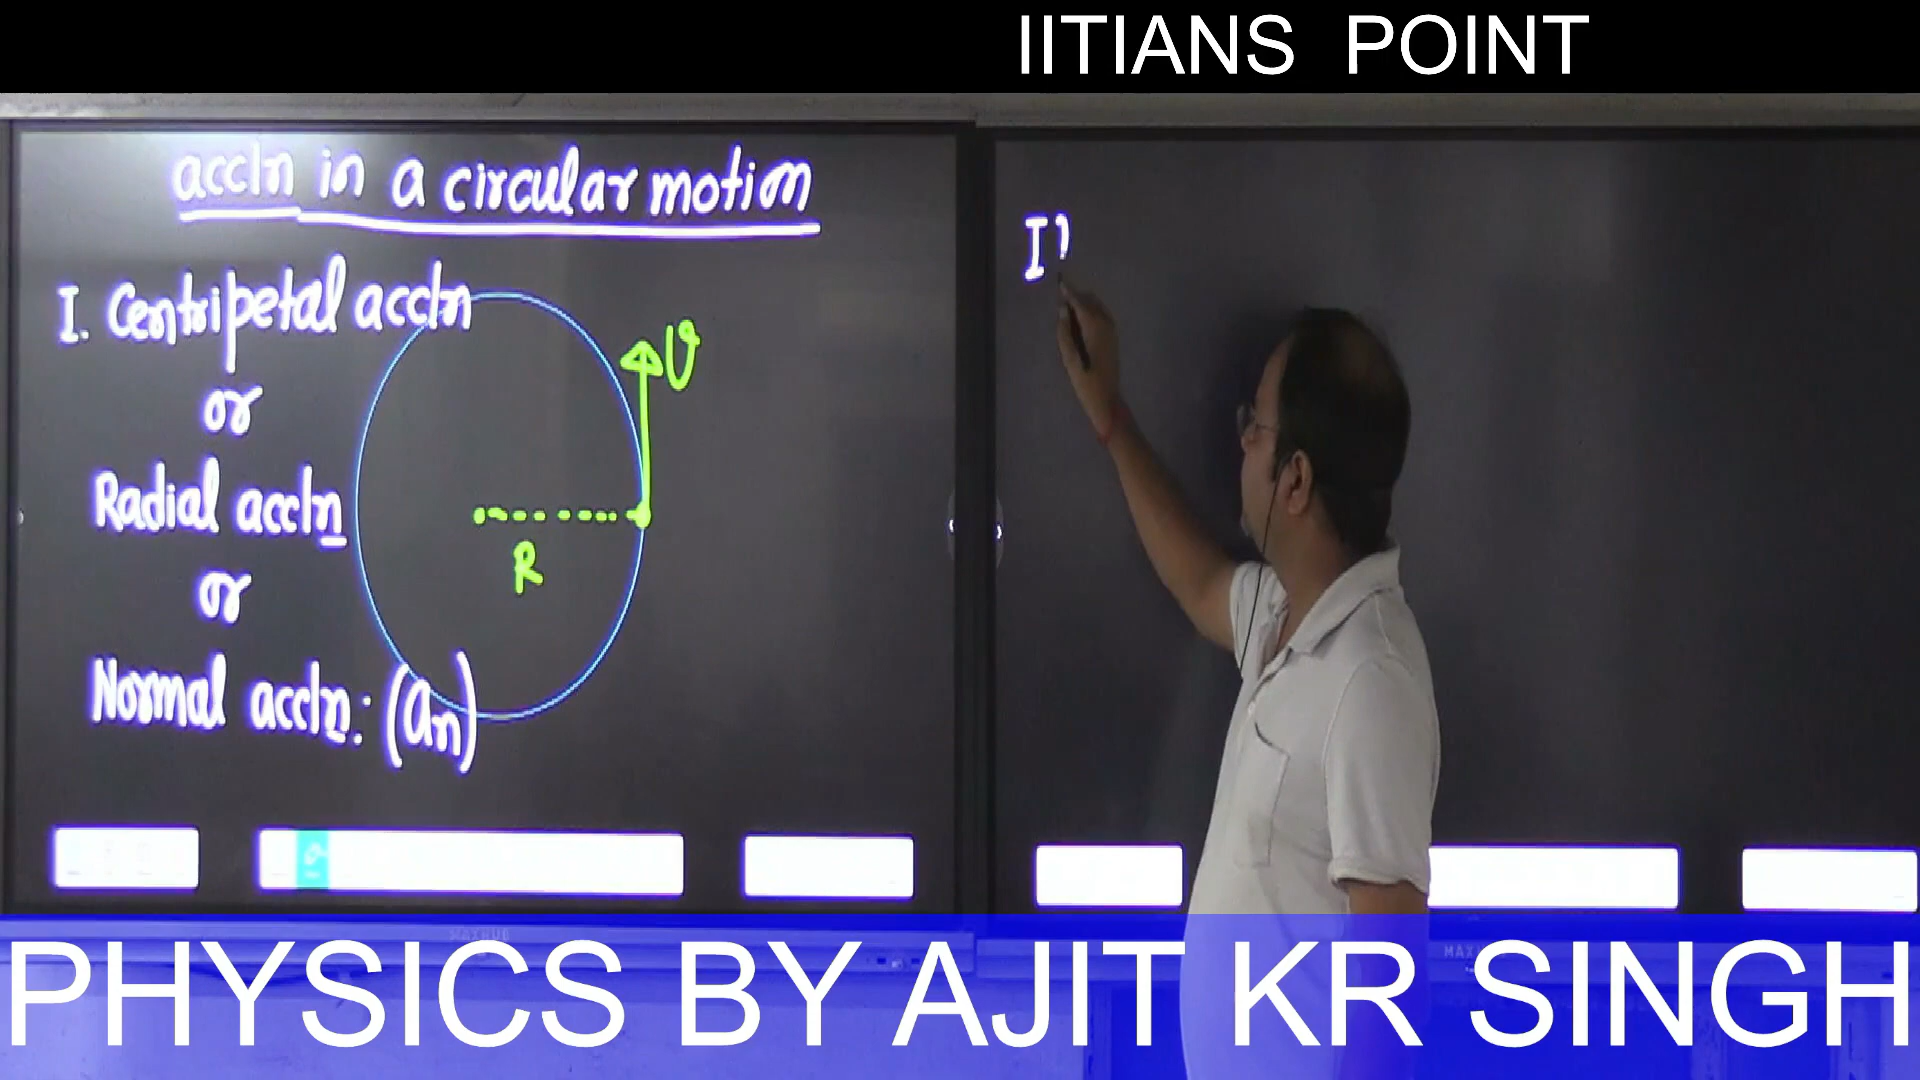 IITIANS POINT
accln in a circular motion
I. Centripetal accln
or
Radial accln
or
Normal accln: (an)
v
R
I
PHYSICS BY AJIT KR SINGH